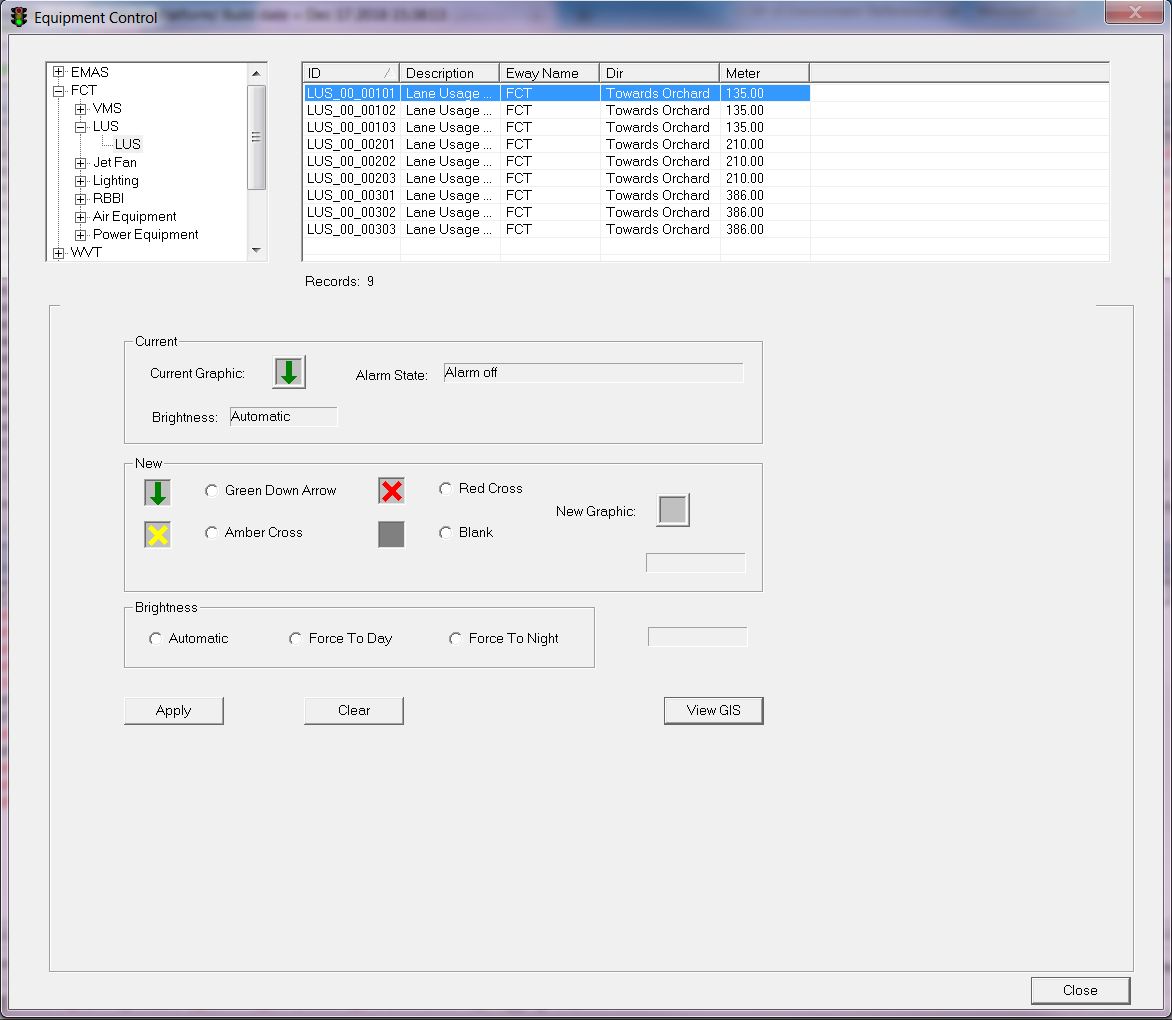 Equipment Control
EMAS
FCT
VMS
LUS
LUS
Jet Fan
Lighting
RBBI
Air Equipment
Power Equipment
WVT
ID Description Eway Name Dir Meter
LUS_00_00101 Lane Usage ... FCT Towards Orchard 135.00
LUS_00_00102 Lane Usage ... FCT Towards Orchard 135.00
LUS_00_00103 Lane Usage ... FCT Towards Orchard 135.00
LUS_00_00201 Lane Usage ... FCT Towards Orchard 210.00
LUS_00_00202 Lane Usage ... FCT Towards Orchard 210.00
LUS_00_00203 Lane Usage ... FCT Towards Orchard 210.00
LUS_00_00301 Lane Usage ... FCT Towards Orchard 386.00
LUS_00_00302 Lane Usage ... FCT Towards Orchard 386.00
LUS_00_00303 Lane Usage ... FCT Towards Orchard 386.00
Records: 9
Current
Current Graphic: Alarm State: Alarm off
Brightness: Automatic
New
Green Down Arrow Red Cross
New Graphic:
Amber Cross Blank
Brightness
Automatic Force To Day Force To Night
Apply Clear View GIS
Close